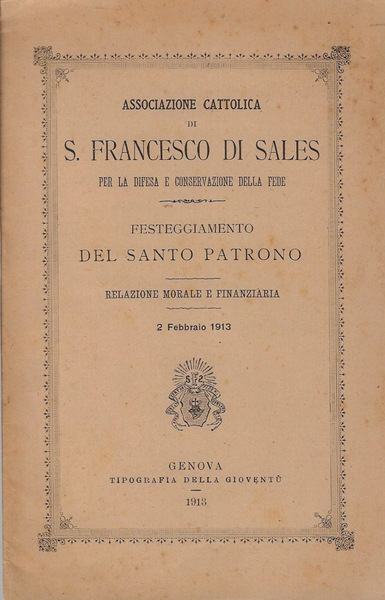 ASSOCIAZIONE CATTOLICA
DI
S. FRANCESCO DI SALES
PER LA DIFESA E CONSERVAZIONE DELLA FEDE
FESTEGGIAMENTO
DEL SANTO PATRONO
RELAZIONE MORALE E FINANZIARIA
2 Febbraio 1913
GENOVA
TIPOGRAFIA DELLA GIOVENTÙ
1913